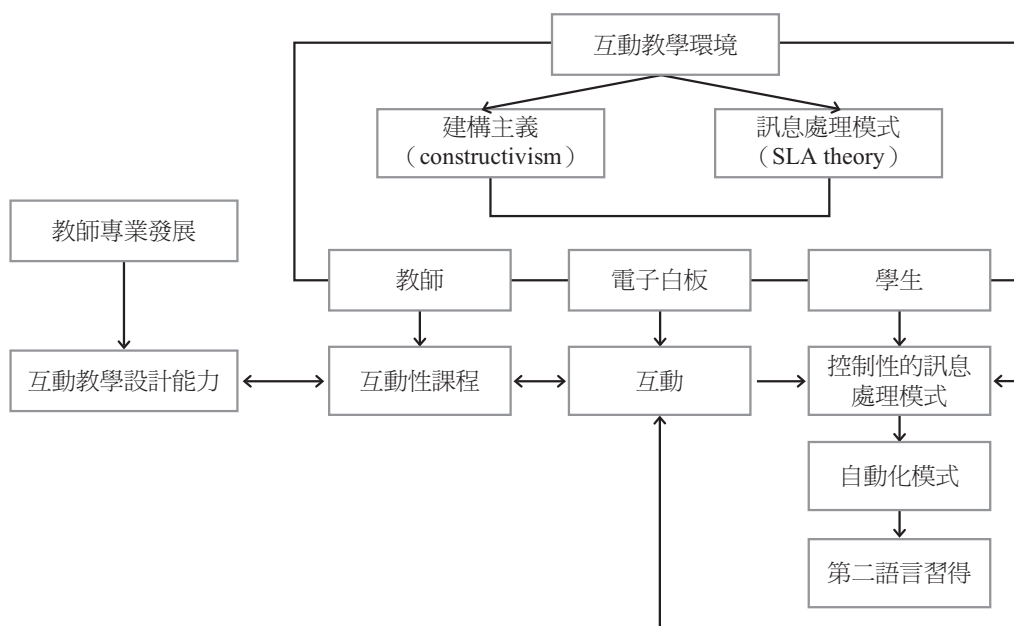 互動教學環境
建構主義
（constructivism）
訊息處理模式
（SLA theory）
教師專業發展
教師
電子白板
學生
互動教學設計能力
互動性課程
互動
控制性的訊息
處理模式
自動化模式
第二語言習得